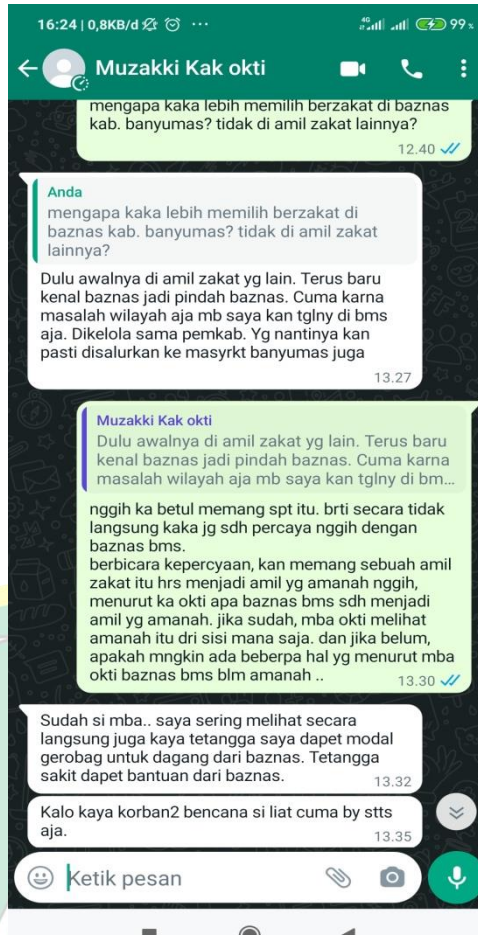 16:24 | 0,8KB/d ... 4G 99%
Muzakki Kak okti
mengapa kaka lebih memilih berzakat di baznas
kab. banyumas? tidak di amil zakat lainnya?
12.40
Anda
mengapa kaka lebih memilih berzakat di
baznas kab. banyumas? tidak di amil zakat
lainnya?
Dulu awalnya di amil zakat yg lain. Terus baru
kenal baznas jadi pindah baznas. Cuma karna
masalah wilayah aja mb saya kan tglny di bms
aja. Dikelola sama pemkab. Yg nantinya kan
pasti disalurkan ke masyrkt banyumas juga
13.27
Muzakki Kak okti
Dulu awalnya di amil zakat yg lain. Terus baru
kenal baznas jadi pindah baznas. Cuma karna
masalah wilayah aja mb saya kan tglny di bm...
nggih ka betul memang spt itu. brti secara tidak
langsung kaka jg sdh percaya nggih dengan
baznas bms.
berbicara kepercyaan, kan memang sebuah amil
zakat itu hrs menjadi amil yg amanah nggih,
menurut ka okti apa baznas bms sdh menjadi
amil yg amanah. jika sudah, mba okti melihat
amanah itu dri sisi mana saja. dan jika belum,
apakah mngkin ada beberpa hal yg menurut mba
okti baznas bms blm amanah ..
13.30
Sudah si mba.. saya sering melihat secara
langsung juga kaya tetangga saya dapet modal
gerobag untuk dagang dari baznas. Tetangga
sakit dapet bantuan dari baznas.
13.32
Kalo kaya korban2 bencana si liat cuma by stts
aja.
13.35
Ketik pesan